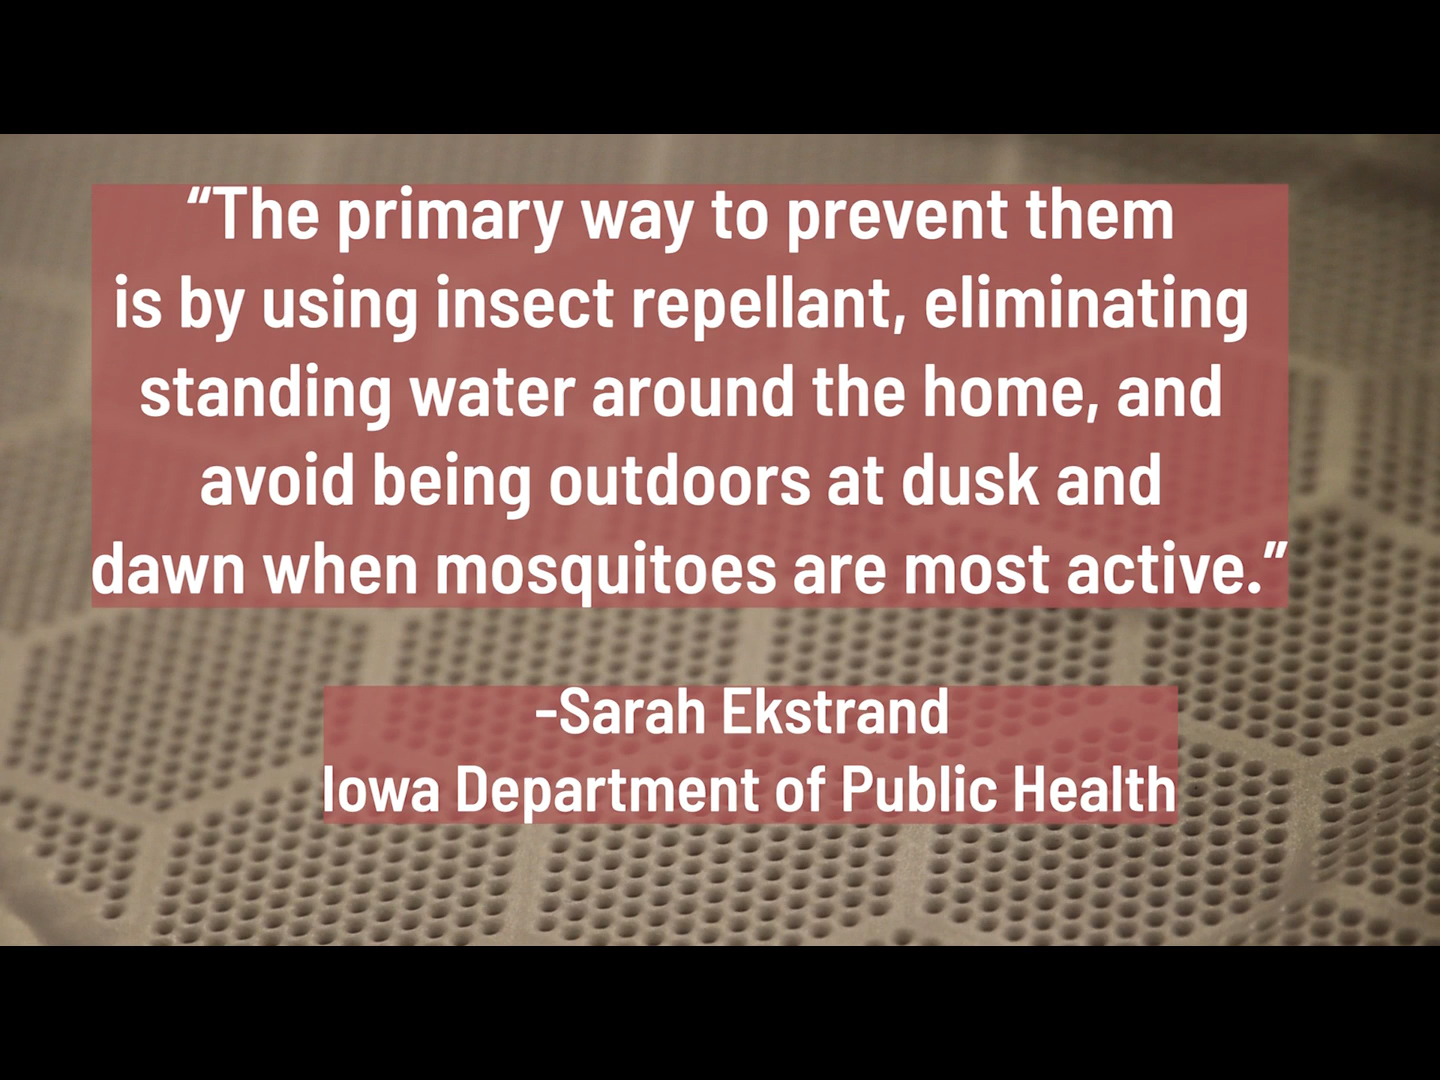 “The primary way to prevent them
is by using insect repellant, eliminating
standing water around the home, and
avoid being outdoors at dusk and
dawn when mosquitoes are most active.”
-Sarah Ekstrand
Iowa Department of Public Health